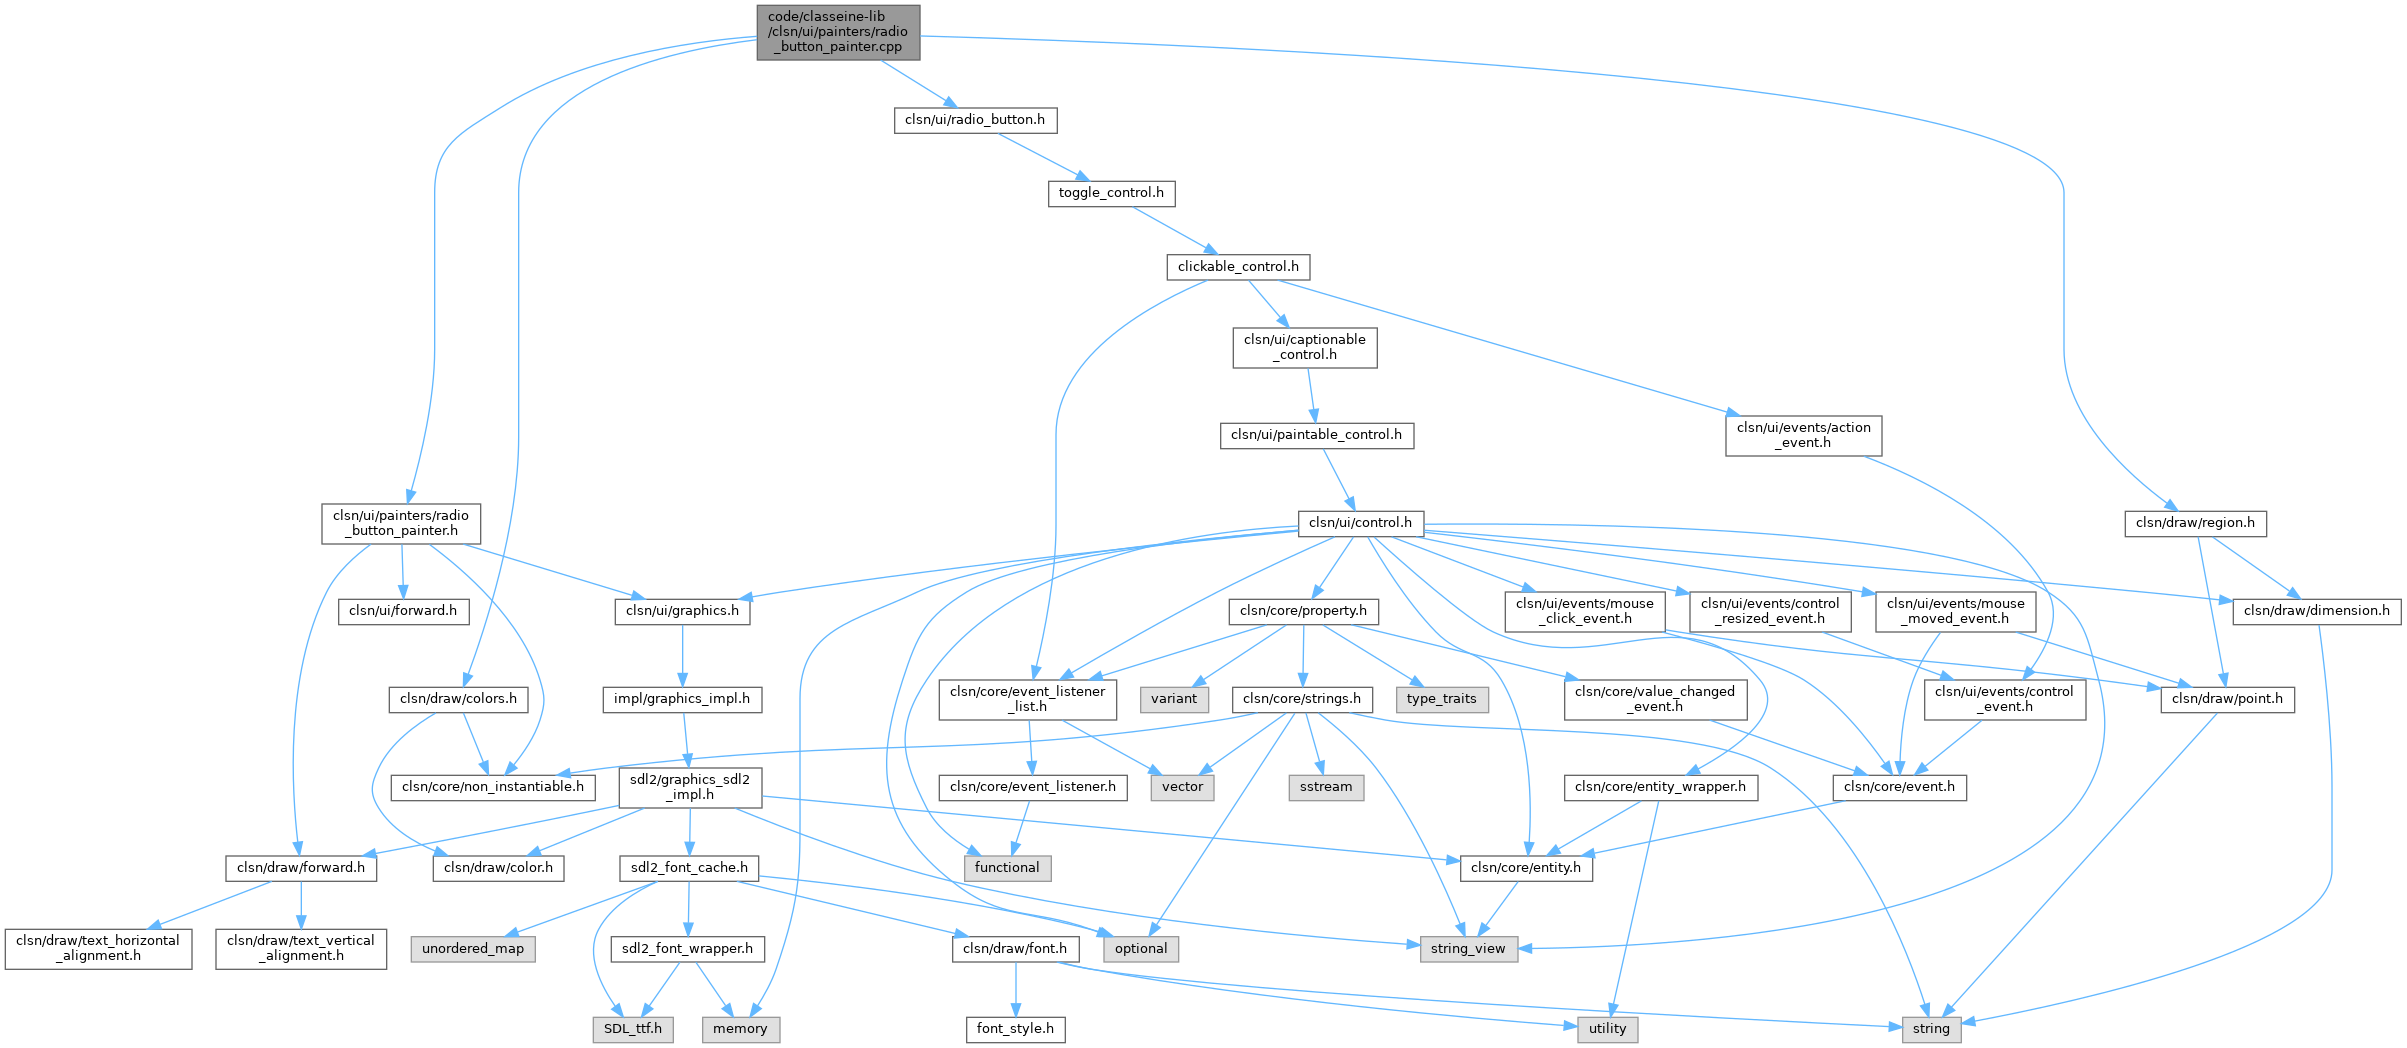 code/classeine-lib
/clsn/ui/painters/radio
_button_painter.cpp
clsn/ui/radio_button.h
toggle_control.h
clickable_control.h
clsn/ui/captionable
_control.h
clsn/ui/paintable_control.h
clsn/ui/events/action
_event.h
clsn/ui/painters/radio
_button_painter.h
clsn/ui/control.h
clsn/draw/region.h
clsn/ui/forward.h
clsn/ui/graphics.h
clsn/core/property.h
clsn/ui/events/mouse
_click_event.h
clsn/ui/events/control
_resized_event.h
clsn/ui/events/mouse
_moved_event.h
clsn/draw/dimension.h
clsn/draw/colors.h
impl/graphics_impl.h
clsn/core/event_listener
_list.h
variant
clsn/core/strings.h
type_traits
clsn/core/value_changed
_event.h
clsn/ui/events/control
_event.h
clsn/draw/point.h
clsn/core/non_instantiable.h
sdl2/graphics_sdl2
_impl.h
clsn/core/event_listener.h
vector
sstream
clsn/core/entity_wrapper.h
clsn/core/event.h
clsn/draw/forward.h
clsn/draw/color.h
sdl2_font_cache.h
functional
clsn/core/entity.h
clsn/draw/text_horizontal
_alignment.h
clsn/draw/text_vertical
_alignment.h
unordered_map
sdl2_font_wrapper.h
clsn/draw/font.h
optional
string_view
SDL_ttf.h
memory
font_style.h
utility
string